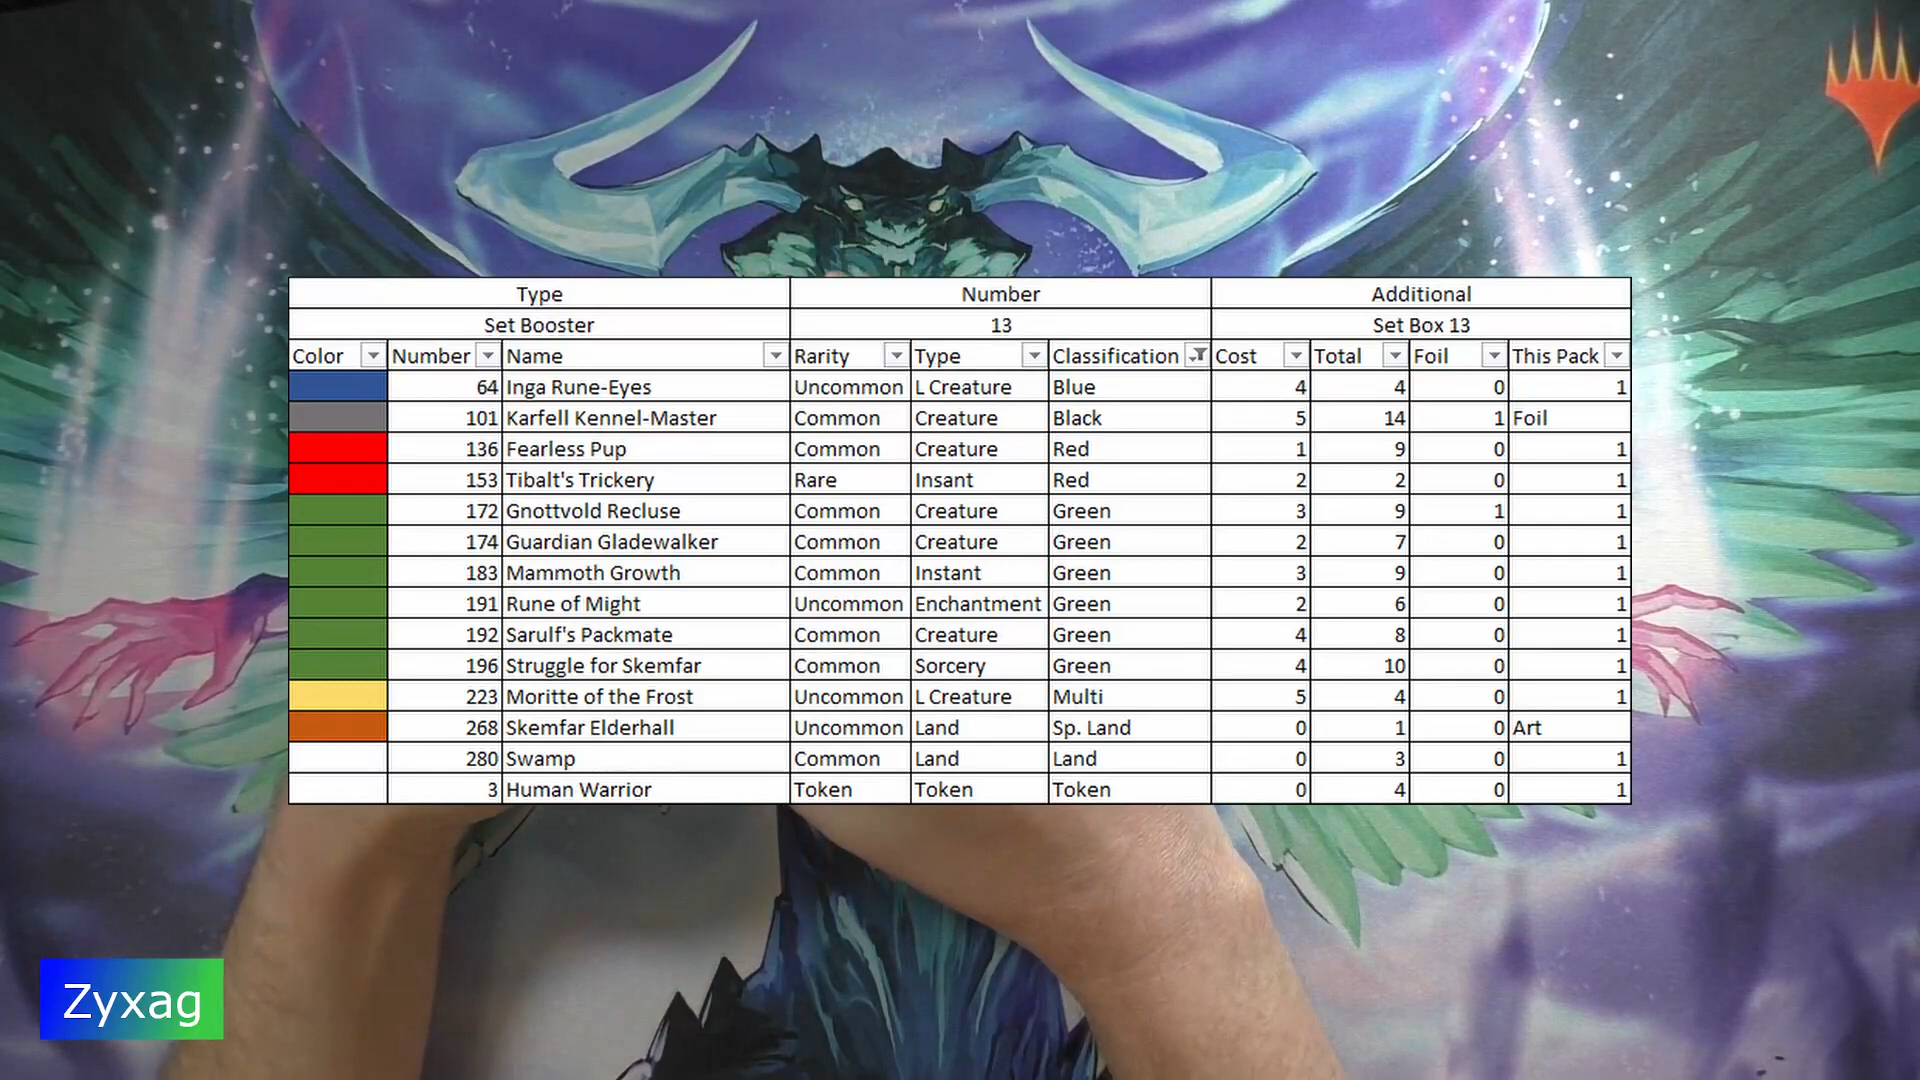 Type Number Additional
Set Booster 13 Set Box 13
Color Number Name Rarity Type Classification Cost Total Foil This Pack
64 Inga Rune-Eyes Uncommon L Creature Blue 4 4 0 1
101 Karfell Kennel-Master Common Creature Black 5 14 1 Foil
136 Fearless Pup Common Creature Red 1 9 0 1
153 Tibalt's Trickery Rare Insant Red 2 2 0 1
172 Gnottvold Recluse Common Creature Green 3 9 1 1
174 Guardian Gladewalker Common Creature Green 2 7 0 1
183 Mammoth Growth Common Instant Green 3 9 0 1
191 Rune of Might Uncommon Enchantment Green 2 6 0 1
192 Sarulf's Packmate Common Creature Green 4 8 0 1
196 Struggle for Skemfar Common Sorcery Green 4 10 0 1
223 Moritte of the Frost Uncommon L Creature Multi 5 4 0 1
268 Skemfar Elderhall Uncommon Land Sp. Land 0 1 0 Art
280 Swamp Common Land Land 0 3 0 1
3 Human Warrior Token Token Token 0 4 0 1
Zyxag